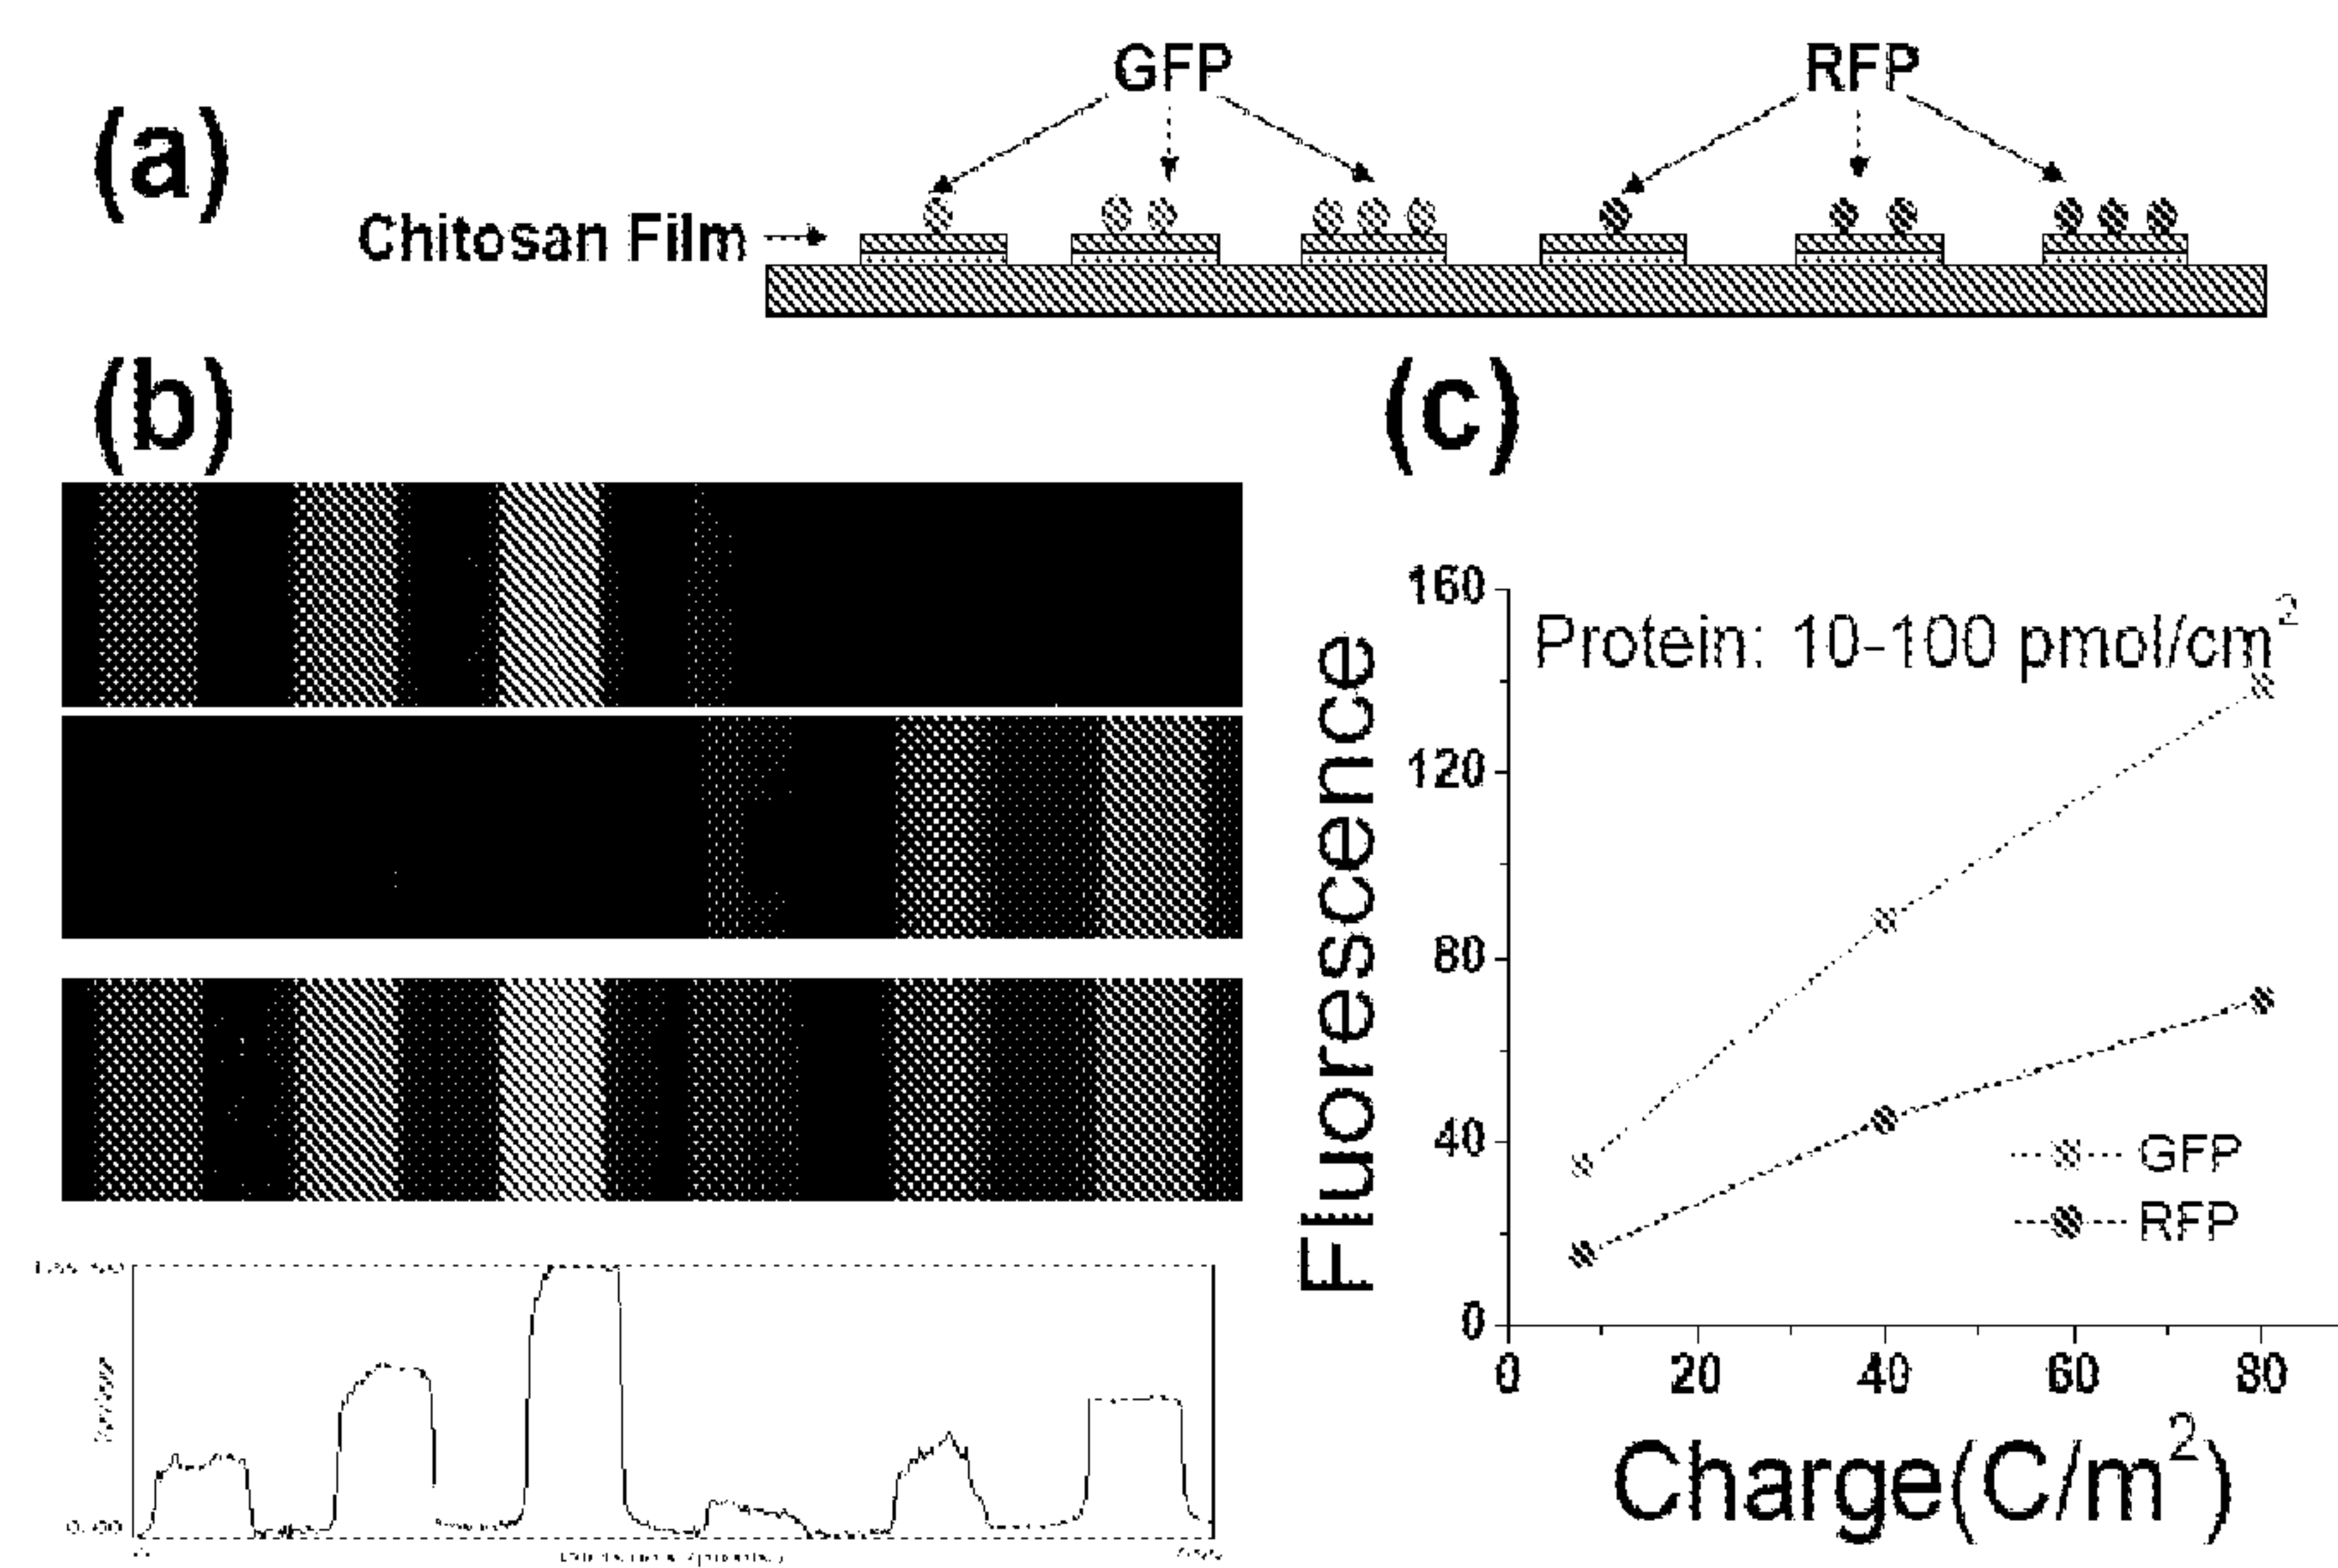 (a)
GFP
RFP
Chitosan Film
(b)
(c)
Protein: 10-100 pmol/cm²
Fluorescence
160
120
80
40
0
GFP
RFP
0 20 40 60 80
Charge(C/m²)